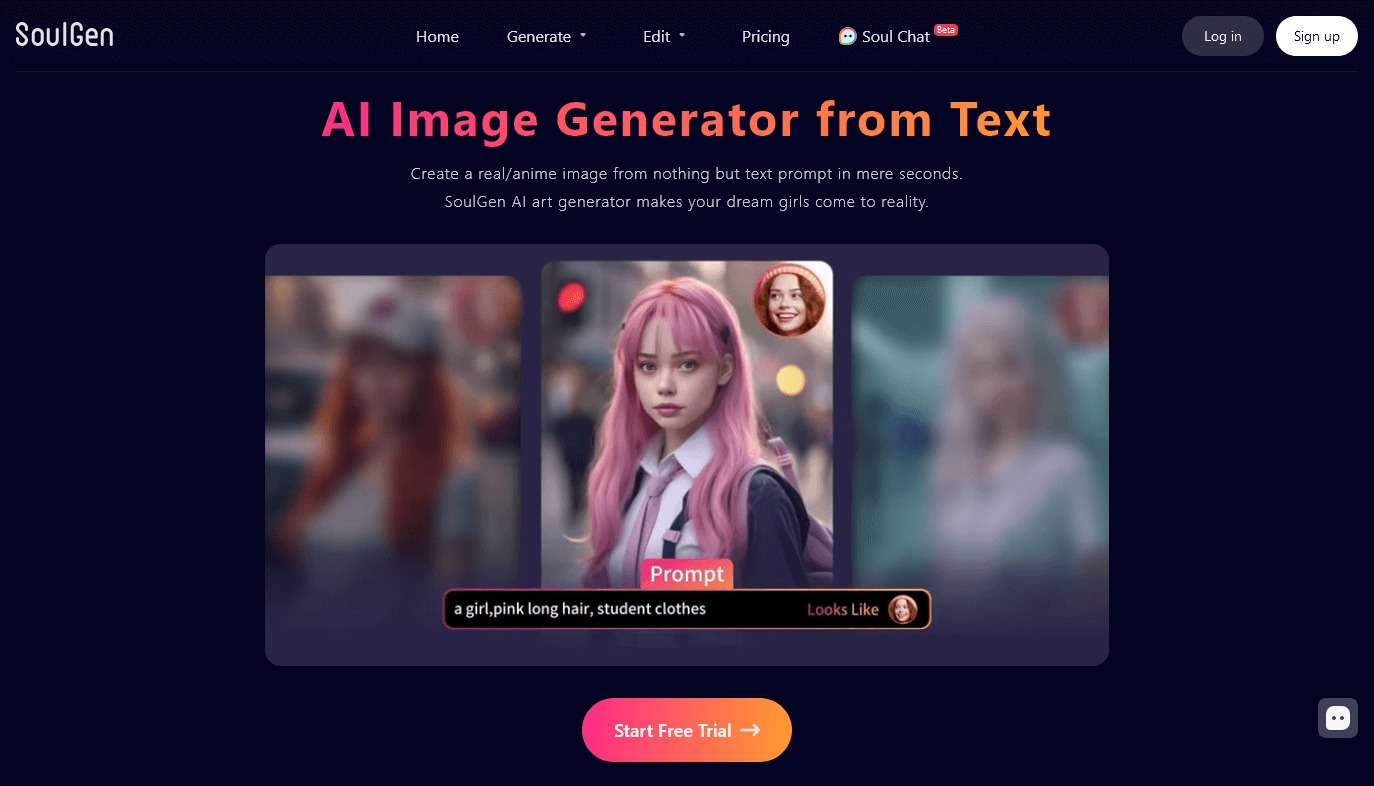 SoulGen
Home
Generate
Edit
Pricing
Soul Chat
Beta
Log in
Sign up
AI Image Generator from Text
Create a real/anime image from nothing but text prompt in mere seconds.
SoulGen AI art generator makes your dream girls come to reality.
Prompt
a girl,pink long hair, student clothes
Looks Like
Start Free Trial